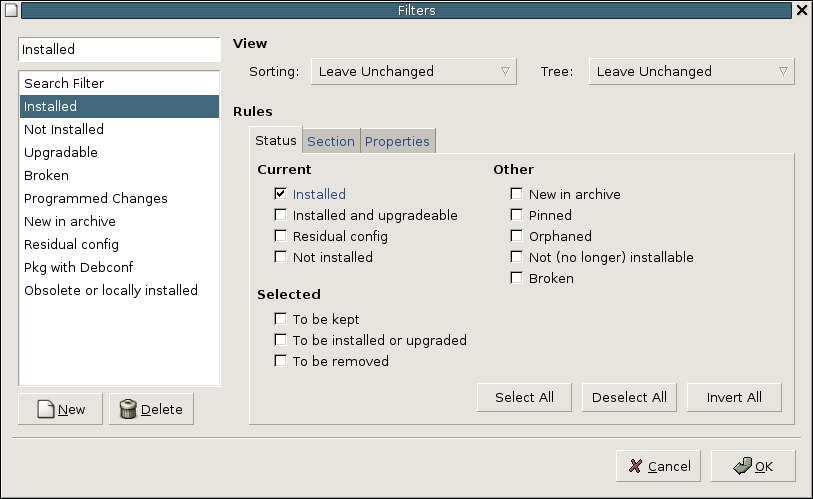 Filters
Installed
Search Filter
Installed
Not Installed
Upgradable
Broken
Programmed Changes
New in archive
Residual config
Pkg with Debconf
Obsolete or locally installed
New
Delete
View
Sorting: Leave Unchanged Tree: Leave Unchanged
Rules
Status Section Properties
Current
Installed
Installed and upgradeable
Residual config
Not installed
Selected
To be kept
To be installed or upgraded
To be removed
Other
New in archive
Pinned
Orphaned
Not (no longer) installable
Broken
Select All Deselect All Invert All
Cancel OK